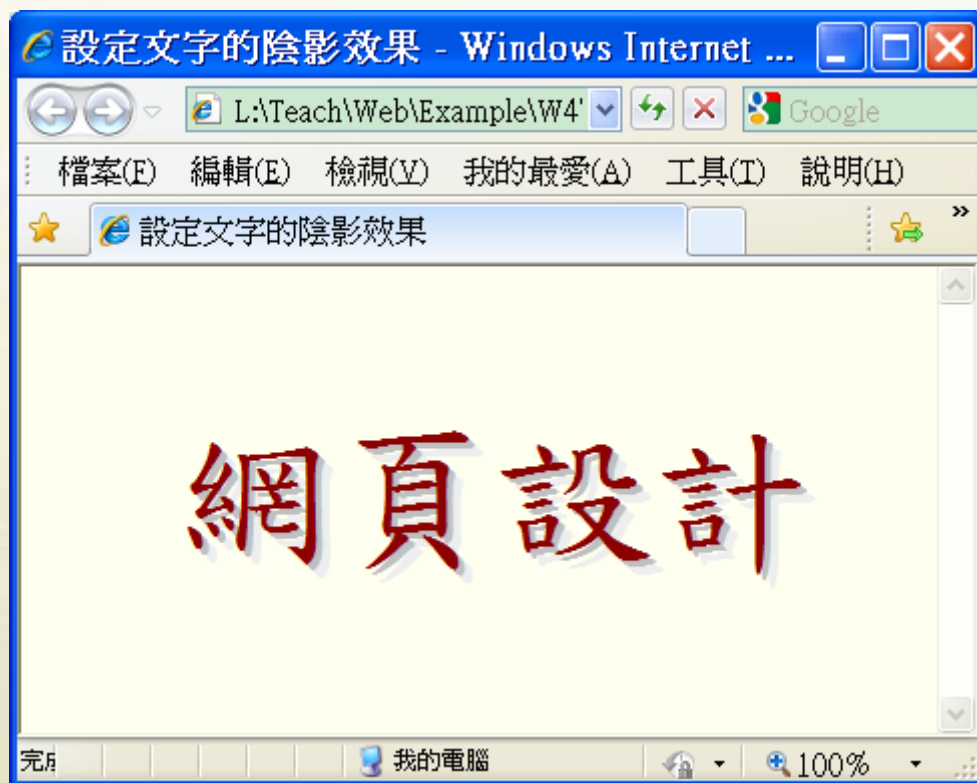 設定文字的陰影效果 - Windows Internet ...
L:\Teach\Web\Example\W4' Google
檔案(F) 編輯(E) 檢視(V) 我的最愛(A) 工具(T) 說明(H)
設定文字的陰影效果 »
網頁設計
完成 我的電腦 100%